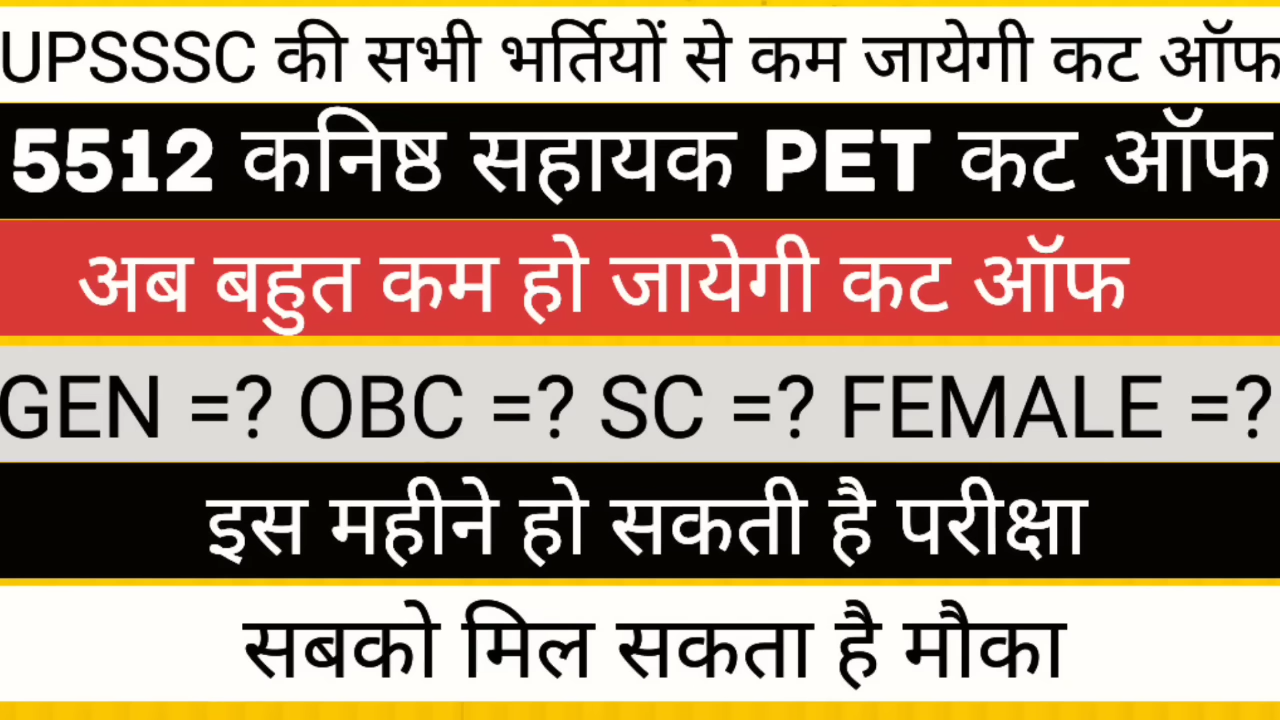 UPSSSC की सभी भर्तियों से कम जायेगी कट ऑफ
5512 कनिष्ठ सहायक PET कट ऑफ
अब बहुत कम हो जायेगी कट ऑफ
GEN =? OBC =? SC =? FEMALE =?
इस महीने हो सकती है परीक्षा
सबको मिल सकता है मौका